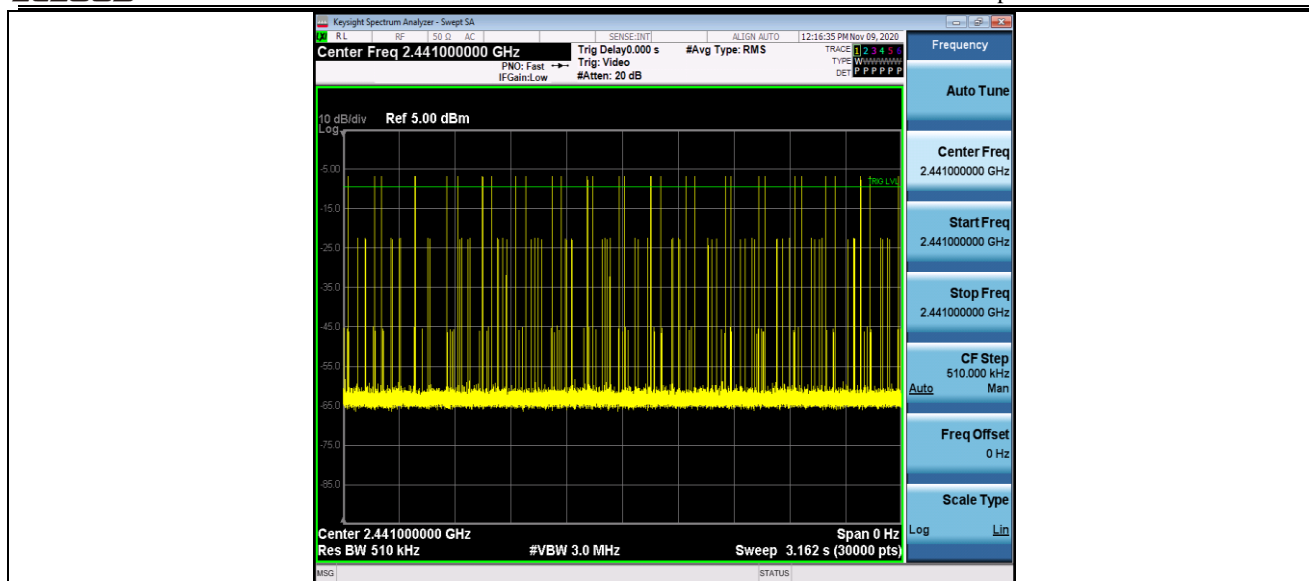 Keysight Spectrum Analyzer - Swept SA
LXI RL RF 50 Ω AC SENSE:INT ALIGN AUTO 12:16:35 PM Nov 09, 2020
Center Freq 2.441000000 GHz Trig Delay0.000 s #Avg Type: RMS TRACE 1 2 3 4 5 6
PNO: Fast Trig: Video TYPE WWWWWW
IFGain:Low #Atten: 20 dB DET P P P P P P
10 dB/div Ref 5.00 dBm
Log
-5.00
TRIG LVL
-15.0
-25.0
-35.0
-45.0
-55.0
-65.0
-75.0
-85.0
Center 2.441000000 GHz Span 0 Hz
Res BW 510 kHz #VBW 3.0 MHz Sweep 3.162 s (30000 pts)
MSG STATUS
Frequency
Auto Tune
Center Freq
2.441000000 GHz
Start Freq
2.441000000 GHz
Stop Freq
2.441000000 GHz
CF Step
510.000 kHz
Auto Man
Freq Offset
0 Hz
Scale Type
Log Lin